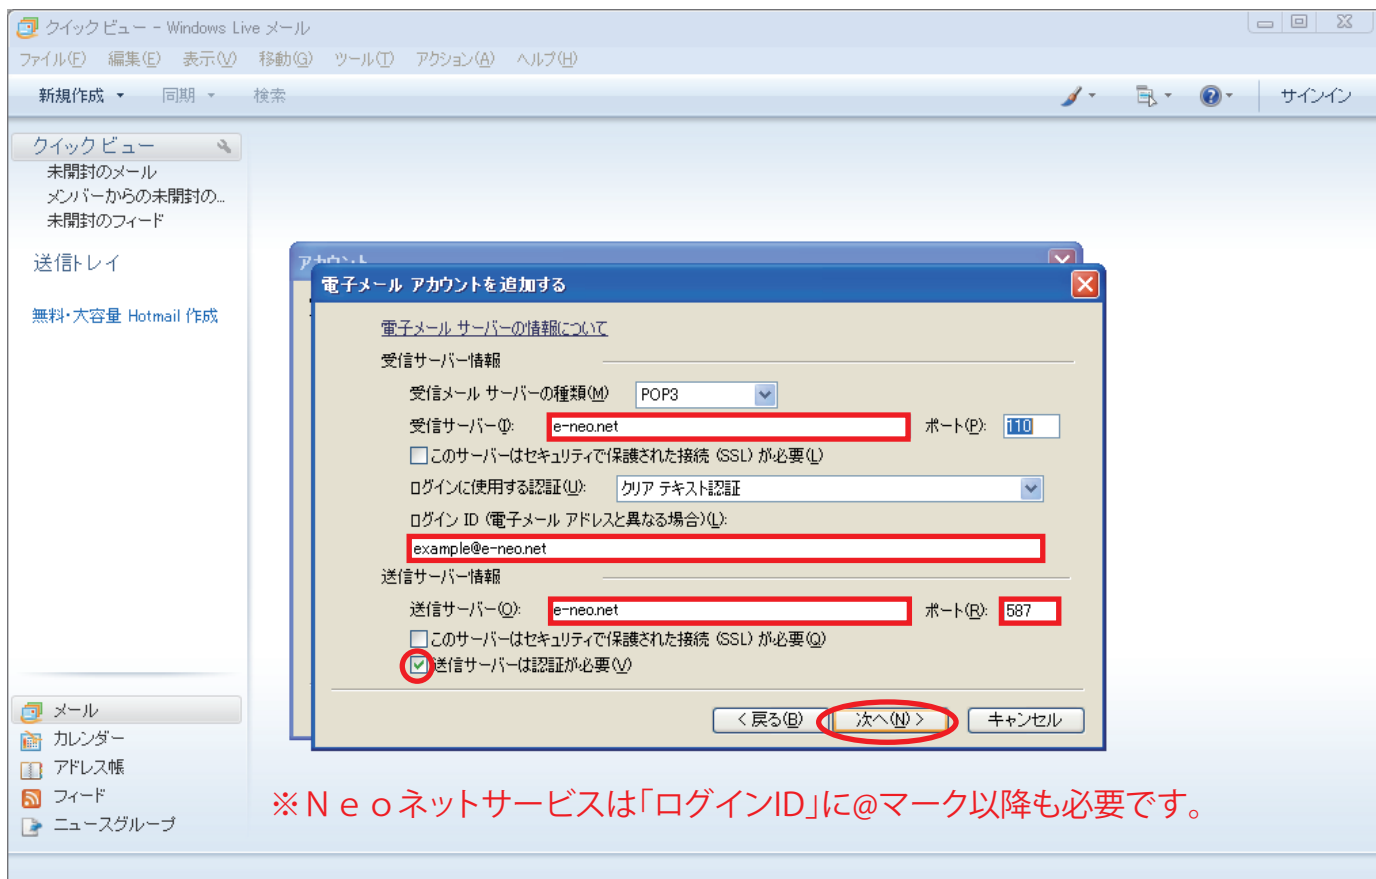 クイック ビュー - Windows Live メール
ファイル(F) 編集(E) 表示(V) 移動(G) ツール(T) アクション(A) ヘルプ(H)
新規作成 同期 検索 サインイン
クイック ビュー
未開封のメール
メンバーからの未開封の...
未開封のフィード
送信トレイ
無料・大容量 Hotmail 作成
アカウント
電子メール アカウントを追加する
電子メール サーバーの情報について
受信サーバー情報
受信メール サーバーの種類(M) POP3
受信サーバー(I): e-neo.net ポート(P): 110
このサーバーはセキュリティで保護された接続 (SSL) が必要(L)
ログインに使用する認証(U): クリア テキスト認証
ログイン ID (電子メール アドレスと異なる場合)(L):
example@e-neo.net
送信サーバー情報
送信サーバー(O): e-neo.net ポート(R): 587
このサーバーはセキュリティで保護された接続 (SSL) が必要(Q)
送信サーバーは認証が必要(V)
< 戻る(B) 次へ(N) > キャンセル
メール
カレンダー
アドレス帳
フィード
ニュースグループ
※Ｎｅｏネットサービスは「ログインID」に@マーク以降も必要です。